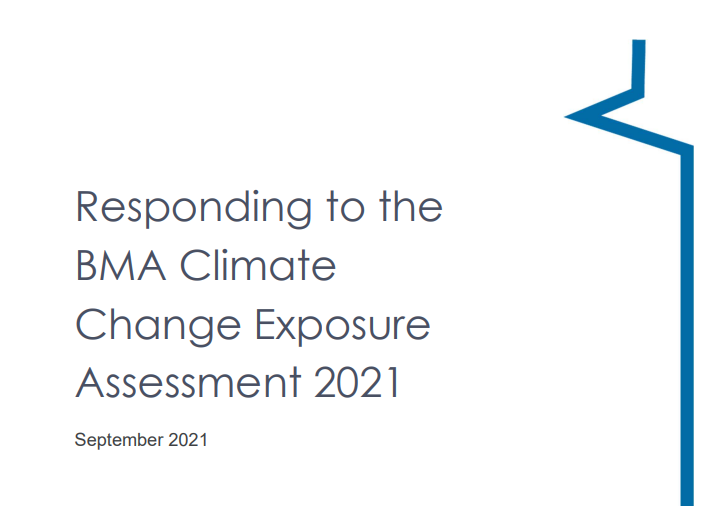 Responding to the
BMA Climate
Change Exposure
Assessment 2021
September 2021